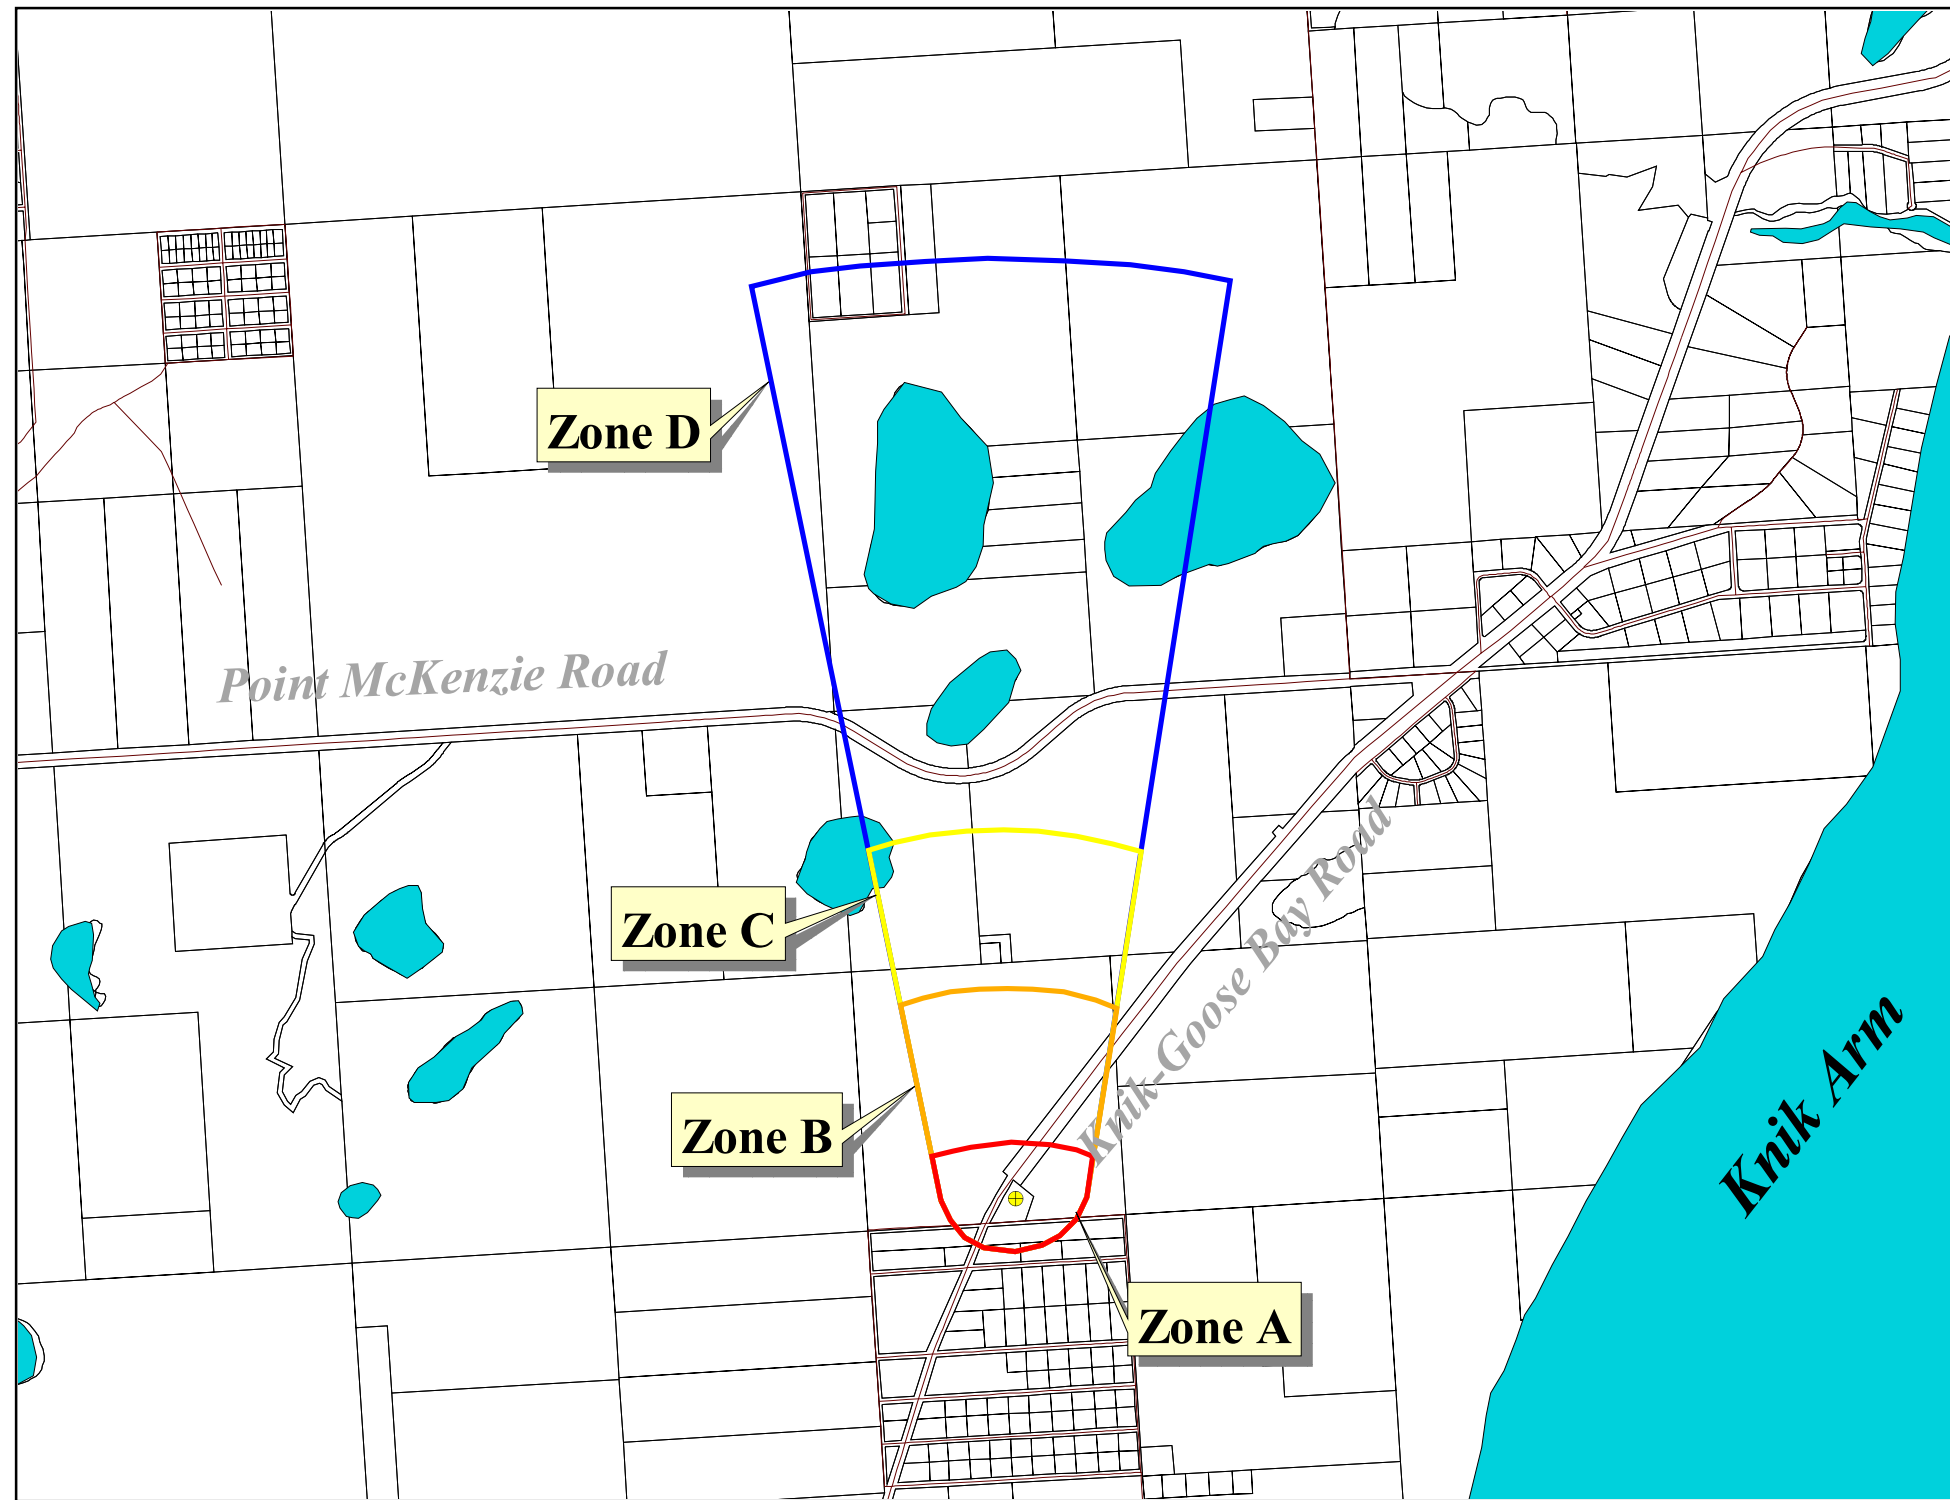 Zone D
Point McKenzie Road
Zone C
Knik-Goose Bay Road
Knik Arm
Zone B
Zone A